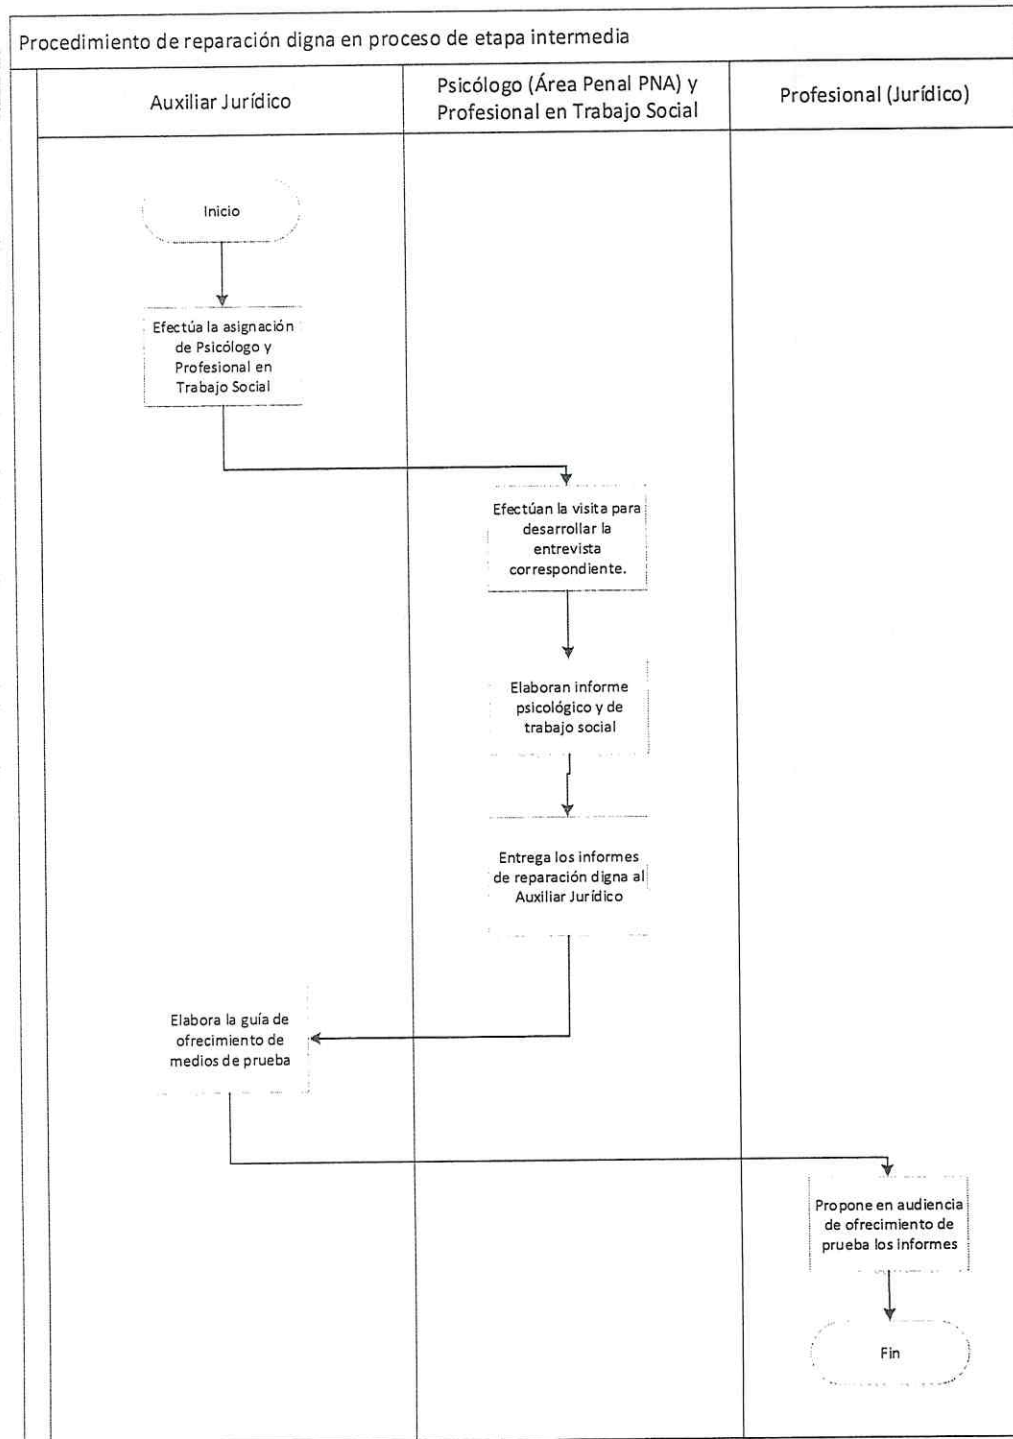 Procedimiento de reparación digna en proceso de etapa intermedia
Auxiliar Jurídico
Psicólogo (Área Penal PNA) y
Profesional en Trabajo Social
Profesional (Jurídico)
Inicio
Efectúa la asignación
de Psicólogo y
Profesional en
Trabajo Social
Efectúan la visita para
desarrollar la
entrevista
correspondiente.
Elaboran informe
psicológico y de
trabajo social
Entrega los informes
de reparación digna al
Auxiliar Jurídico
Elabora la guía de
ofrecimiento de
medios de prueba
Propone en audiencia
de ofrecimiento de
prueba los informes
Fin